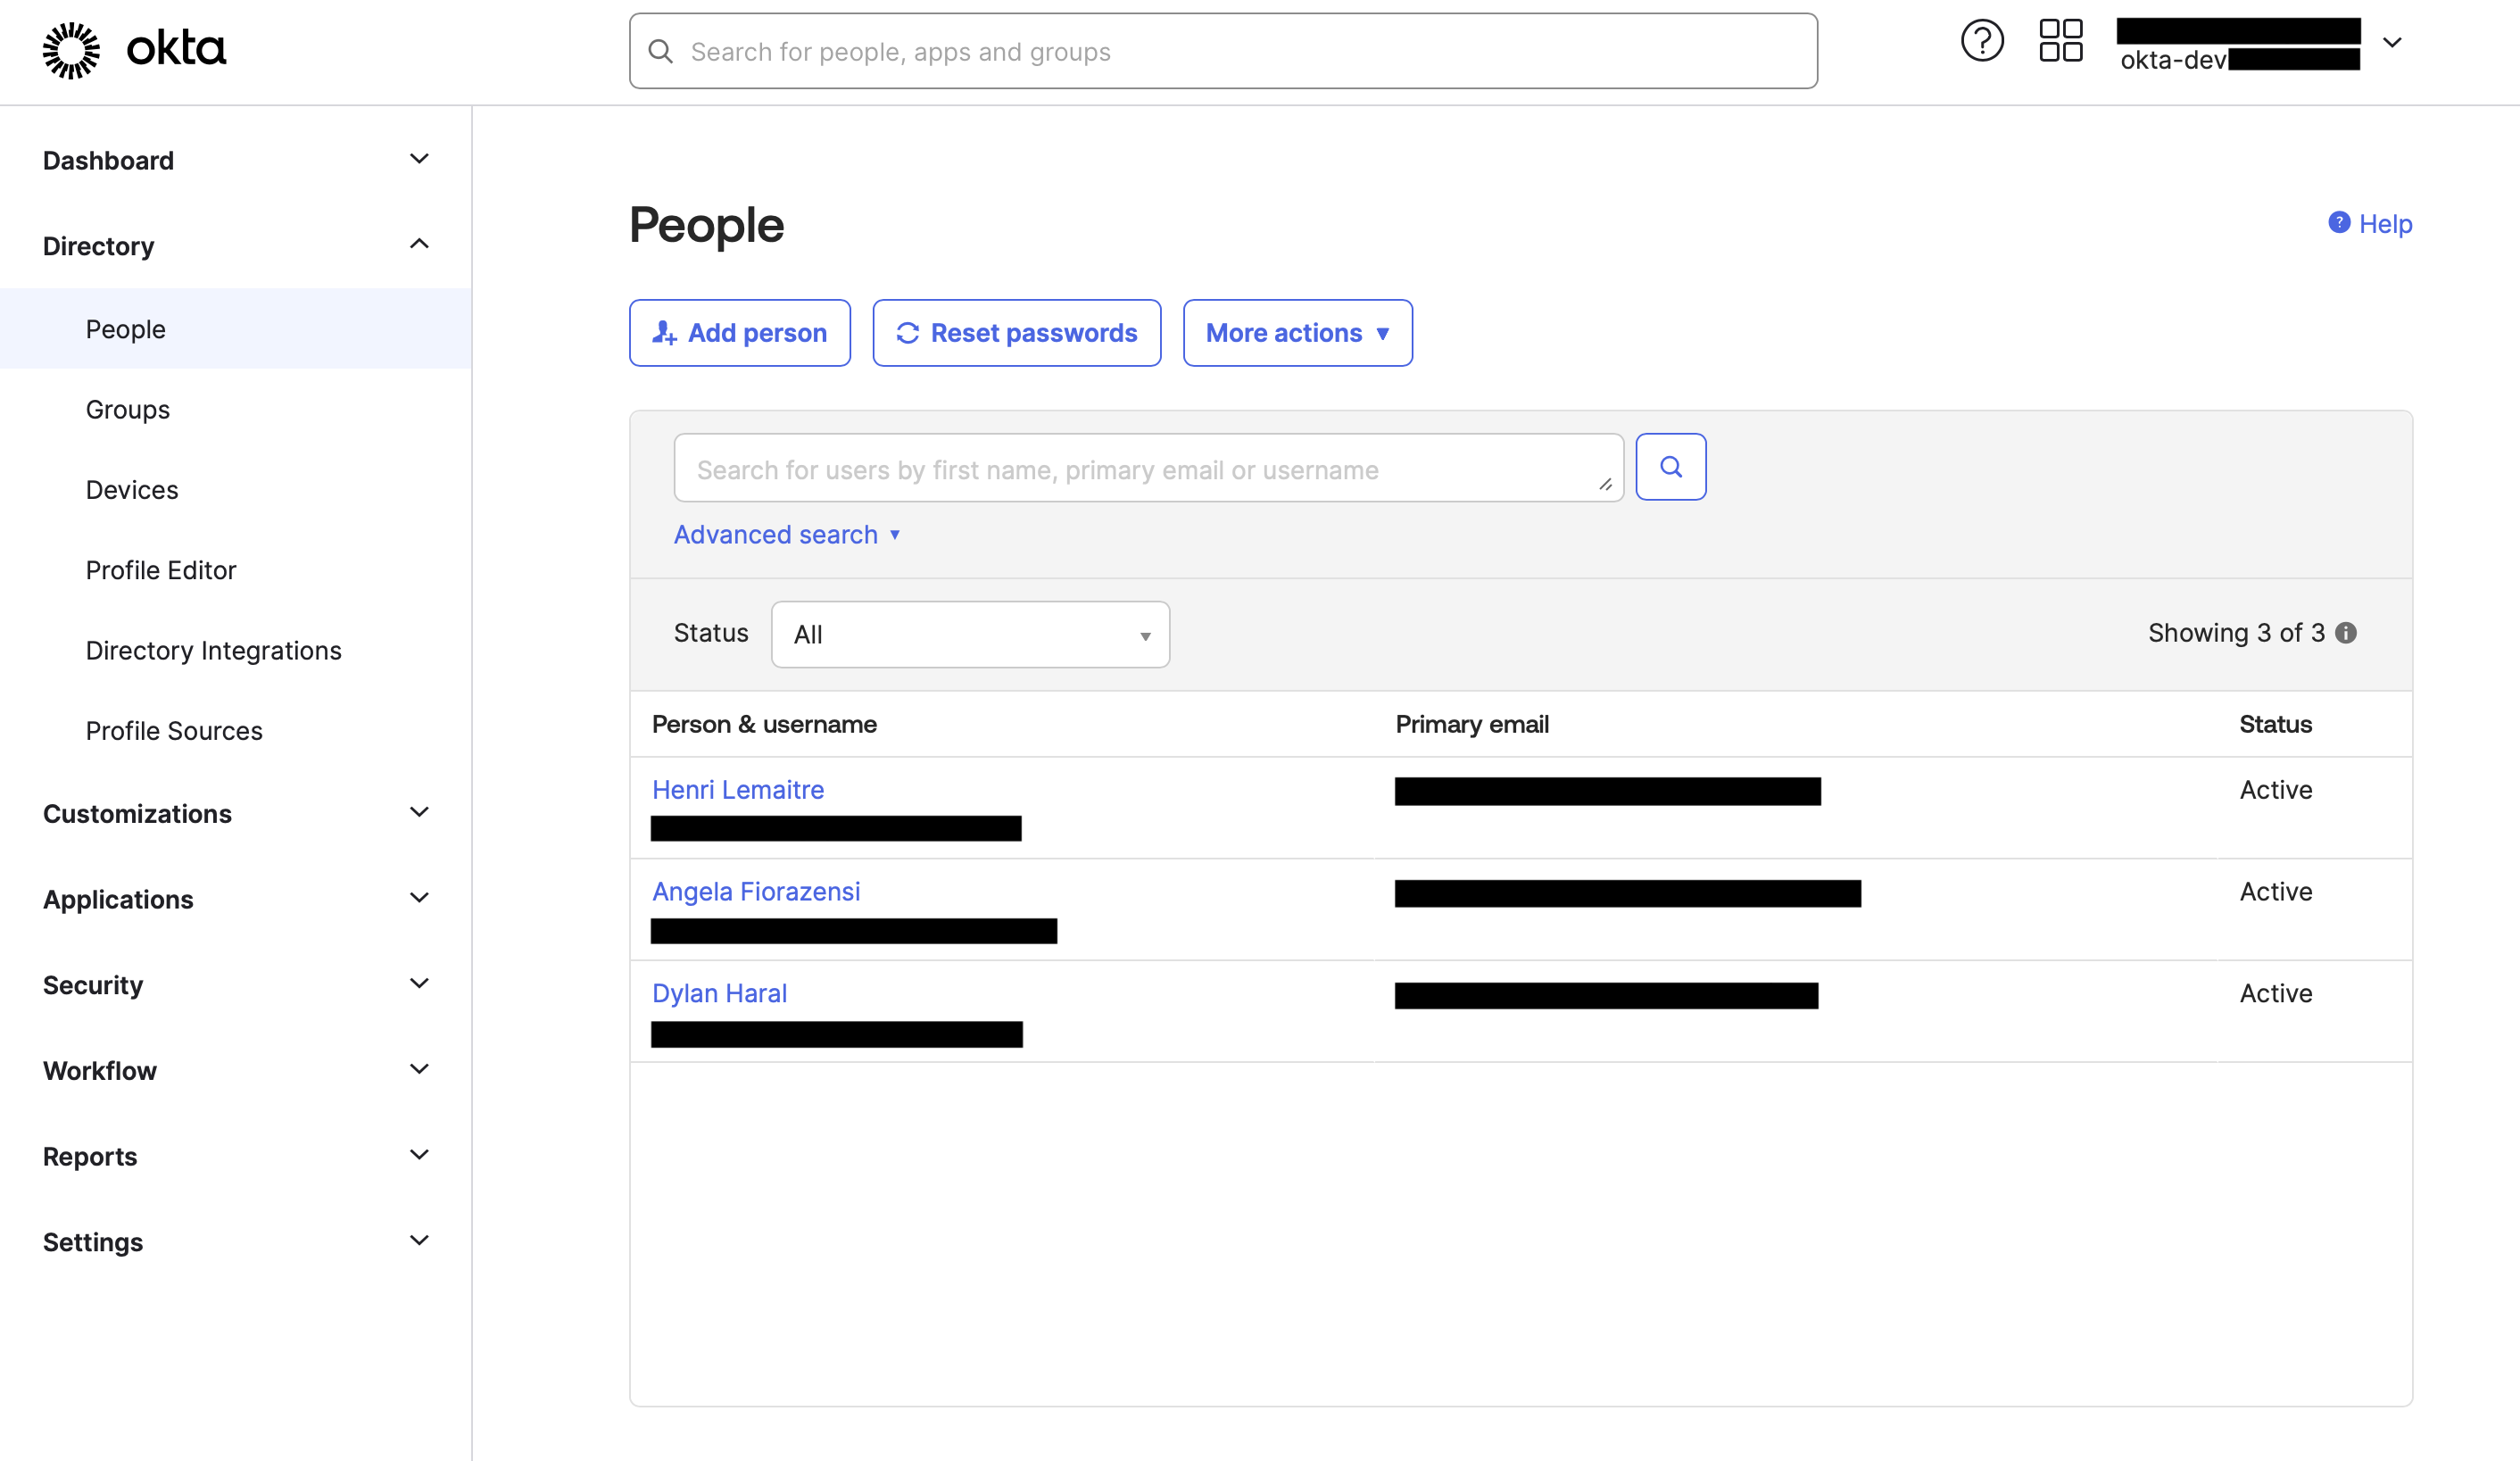 okta
Search for people, apps and groups
okta-dev
Dashboard
Directory
People
Groups
Devices
Profile Editor
Directory Integrations
Profile Sources
Customizations
Applications
Security
Workflow
Reports
Settings
People
Help
Add person
Reset passwords
More actions
Search for users by first name, primary email or username
Advanced search
Status All Showing 3 of 3
Person & username Primary email Status
Henri Lemaitre Active
Angela Fiorazensi Active
Dylan Haral Active